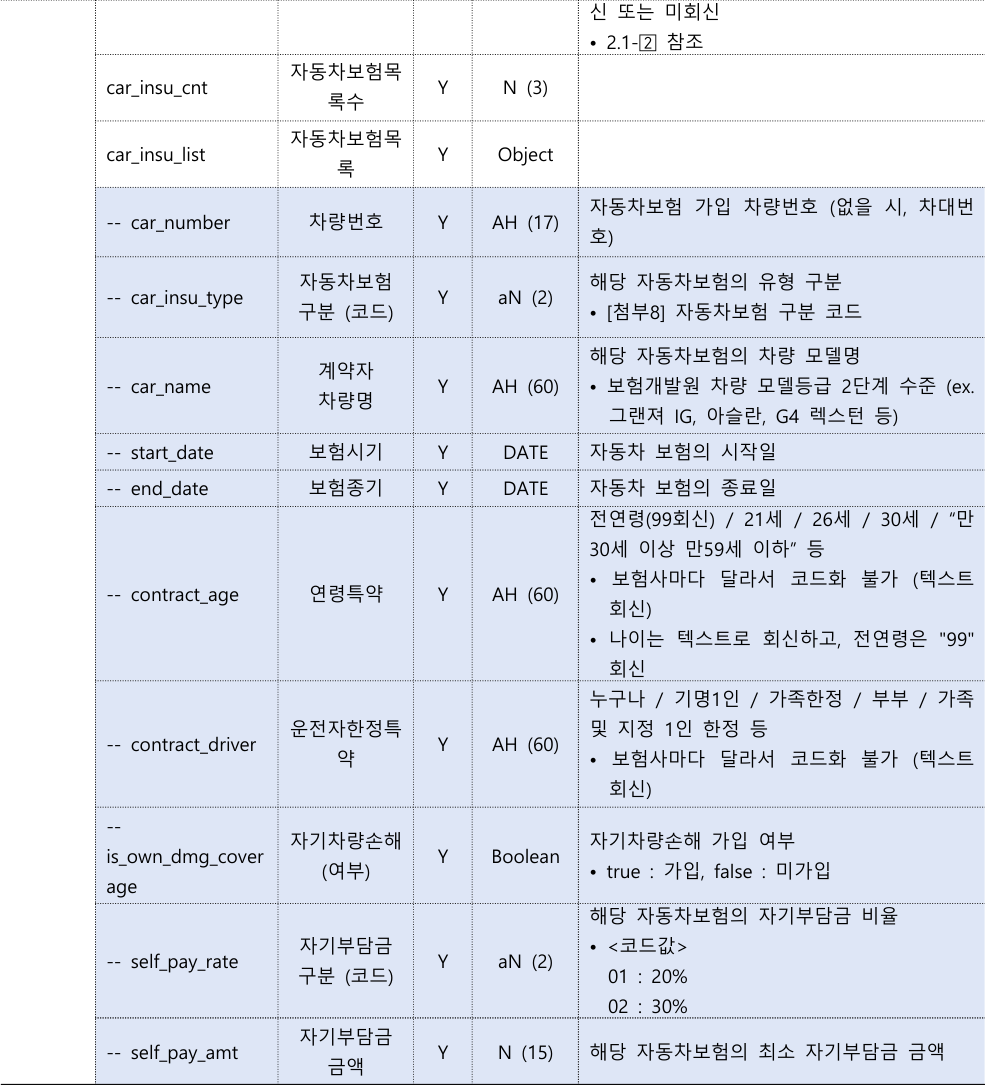 신 또는 미회신
• 2.1-② 참조
car_insu_cnt
자동차보험목
록수
Y
N (3)
car_insu_list
자동차보험목
록
Y
Object
-- car_number
차량번호
Y
AH (17)
자동차보험 가입 차량번호 (없을 시, 차대번
호)
-- car_insu_type
자동차보험
구분 (코드)
Y
aN (2)
해당 자동차보험의 유형 구분
• [첨부8] 자동차보험 구분 코드
-- car_name
계약자
차량명
Y
AH (60)
해당 자동차보험의 차량 모델명
• 보험개발원 차량 모델등급 2단계 수준 (ex.
그랜져 IG, 아슬란, G4 렉스턴 등)
-- start_date
보험시기
Y
DATE
자동차 보험의 시작일
-- end_date
보험종기
Y
DATE
자동차 보험의 종료일
-- contract_age
연령특약
Y
AH (60)
전연령(99회신) / 21세 / 26세 / 30세 / “만
30세 이상 만59세 이하” 등
• 보험사마다 달라서 코드화 불가 (텍스트
회신)
• 나이는 텍스트로 회신하고, 전연령은 "99"
회신
-- contract_driver
운전자한정특
약
Y
AH (60)
누구나 / 기명1인 / 가족한정 / 부부 / 가족
및 지정 1인 한정 등
• 보험사마다 달라서 코드화 불가 (텍스트
회신)
--
is_own_dmg_cover
age
자기차량손해
(여부)
Y
Boolean
자기차량손해 가입 여부
• true : 가입, false : 미가입
-- self_pay_rate
자기부담금
구분 (코드)
Y
aN (2)
해당 자동차보험의 자기부담금 비율
• <코드값>
01 : 20%
02 : 30%
-- self_pay_amt
자기부담금
금액
Y
N (15)
해당 자동차보험의 최소 자기부담금 금액